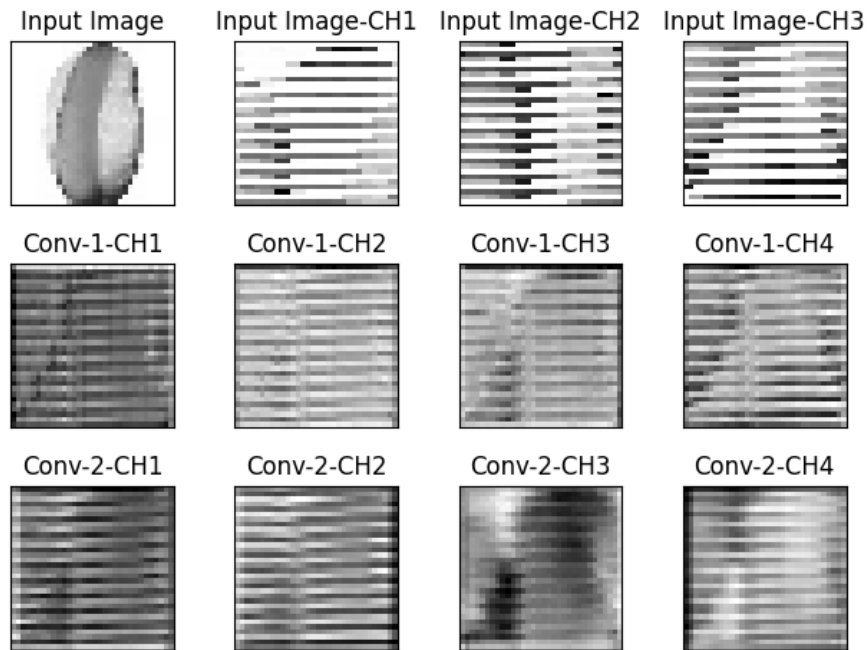 Input Image
Input Image-CH1
Input Image-CH2
Input Image-CH3
Conv-1-CH1
Conv-1-CH2
Conv-1-CH3
Conv-1-CH4
Conv-2-CH1
Conv-2-CH2
Conv-2-CH3
Conv-2-CH4